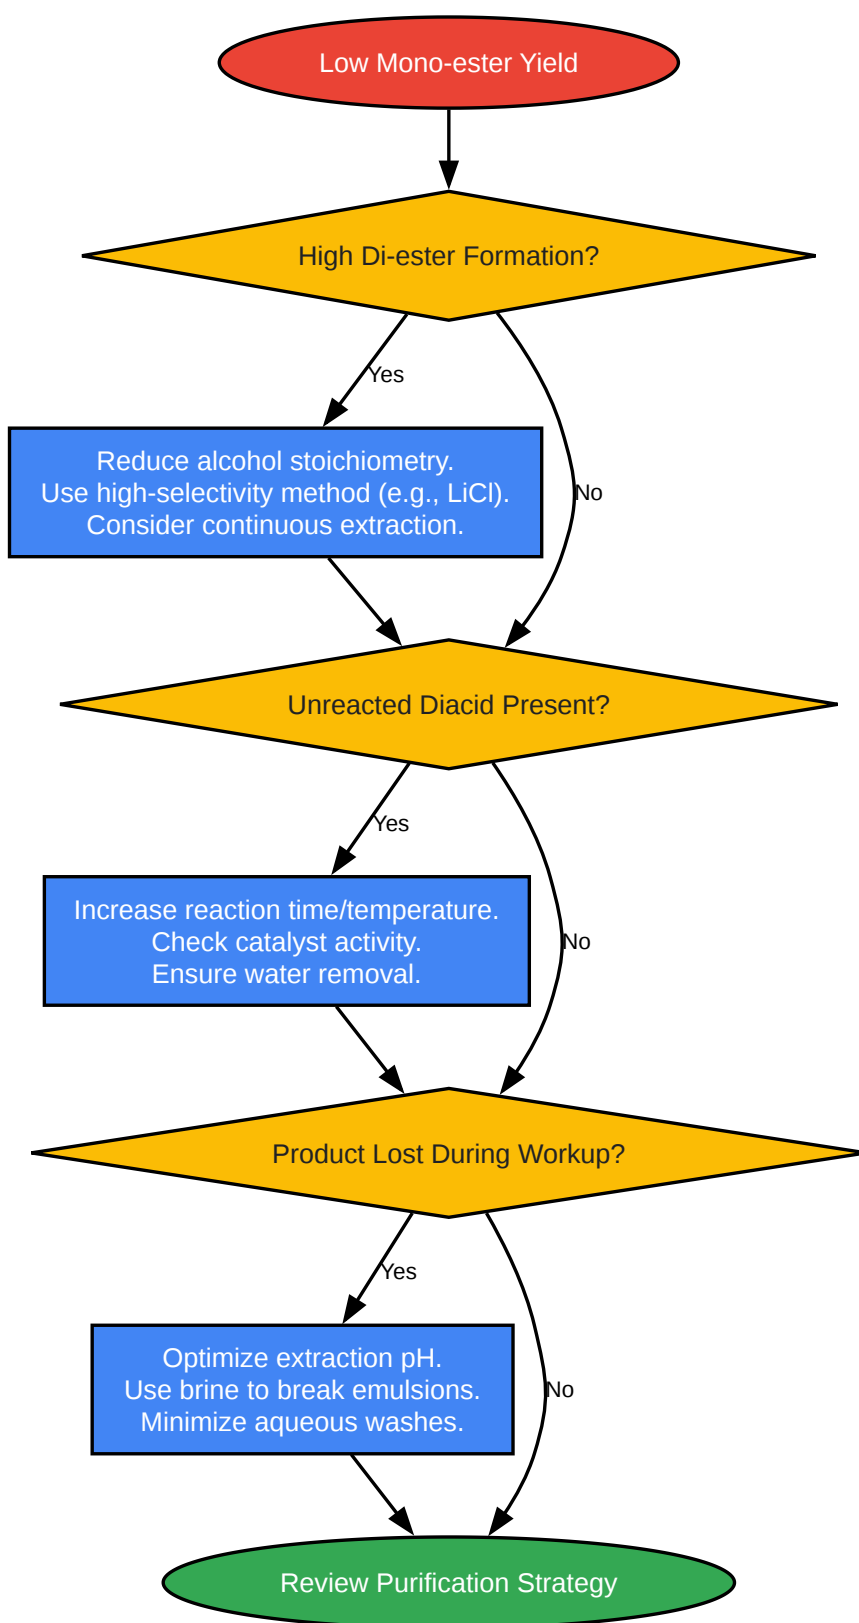 Low Mono-ester Yield
High Di-ester Formation?
Yes
Reduce alcohol stoichiometry.
Use high-selectivity method (e.g., LiCl).
Consider continuous extraction.
No
Unreacted Diacid Present?
Yes
Increase reaction time/temperature.
Check catalyst activity.
Ensure water removal.
No
Product Lost During Workup?
Yes
Optimize extraction pH.
Use brine to break emulsions.
Minimize aqueous washes.
No
Review Purification Strategy